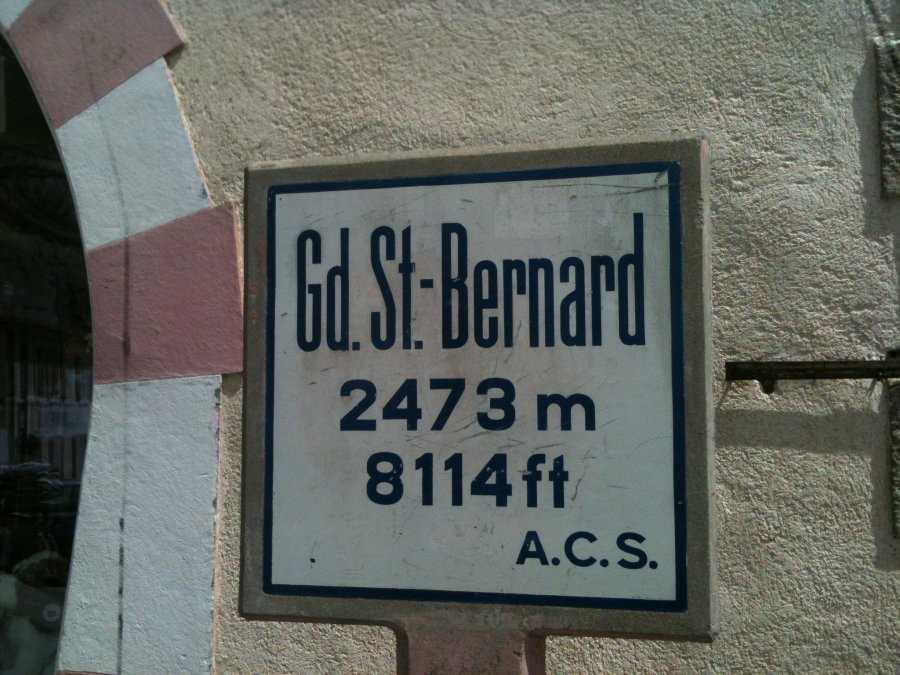 Gd. St.-Bernard
2473 m
8114 ft
A.C.S.